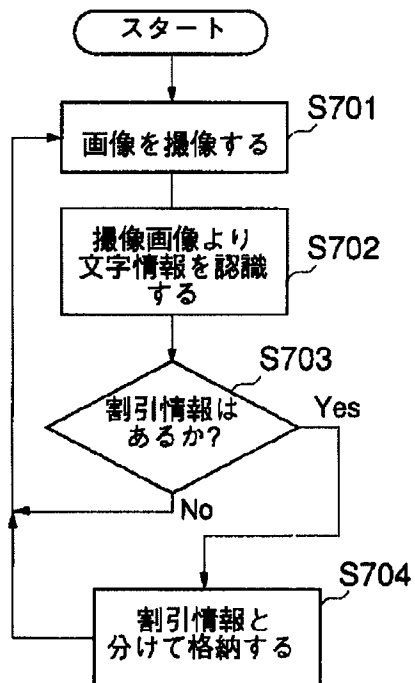 スタート
S701
画像を撮像する
S702
撮像画像より
文字情報を認識
する
S703
割引情報は
あるか?
Yes
No
S704
割引情報と
分けて格納する